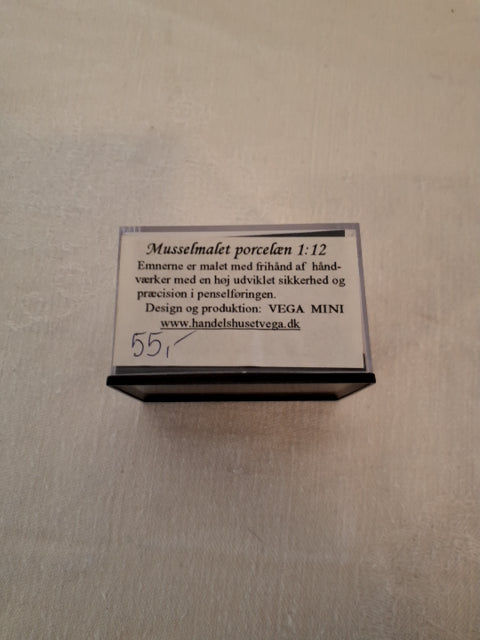 Musselmalet porcelæn 1:12
Emnerne er malet med frihånd af hånd-
værker med en høj udviklet sikkerhed og
præcision i penselføringen.
Design og produktion: VEGA MINI
www.handelshusetvega.dk
55,-